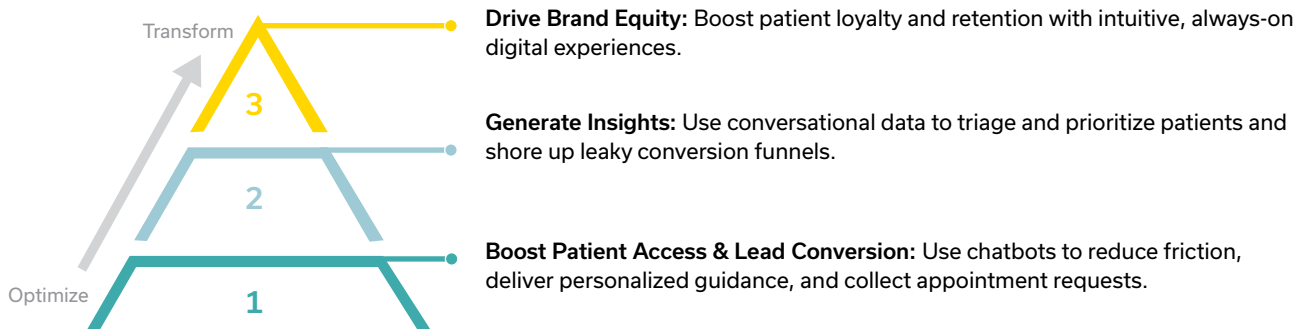 Transform
Drive Brand Equity: Boost patient loyalty and retention with intuitive, always-on
digital experiences.
3
Generate Insights: Use conversational data to triage and prioritize patients and
shore up leaky conversion funnels.
2
Boost Patient Access & Lead Conversion: Use chatbots to reduce friction,
deliver personalized guidance, and collect appointment requests.
Optimize
1